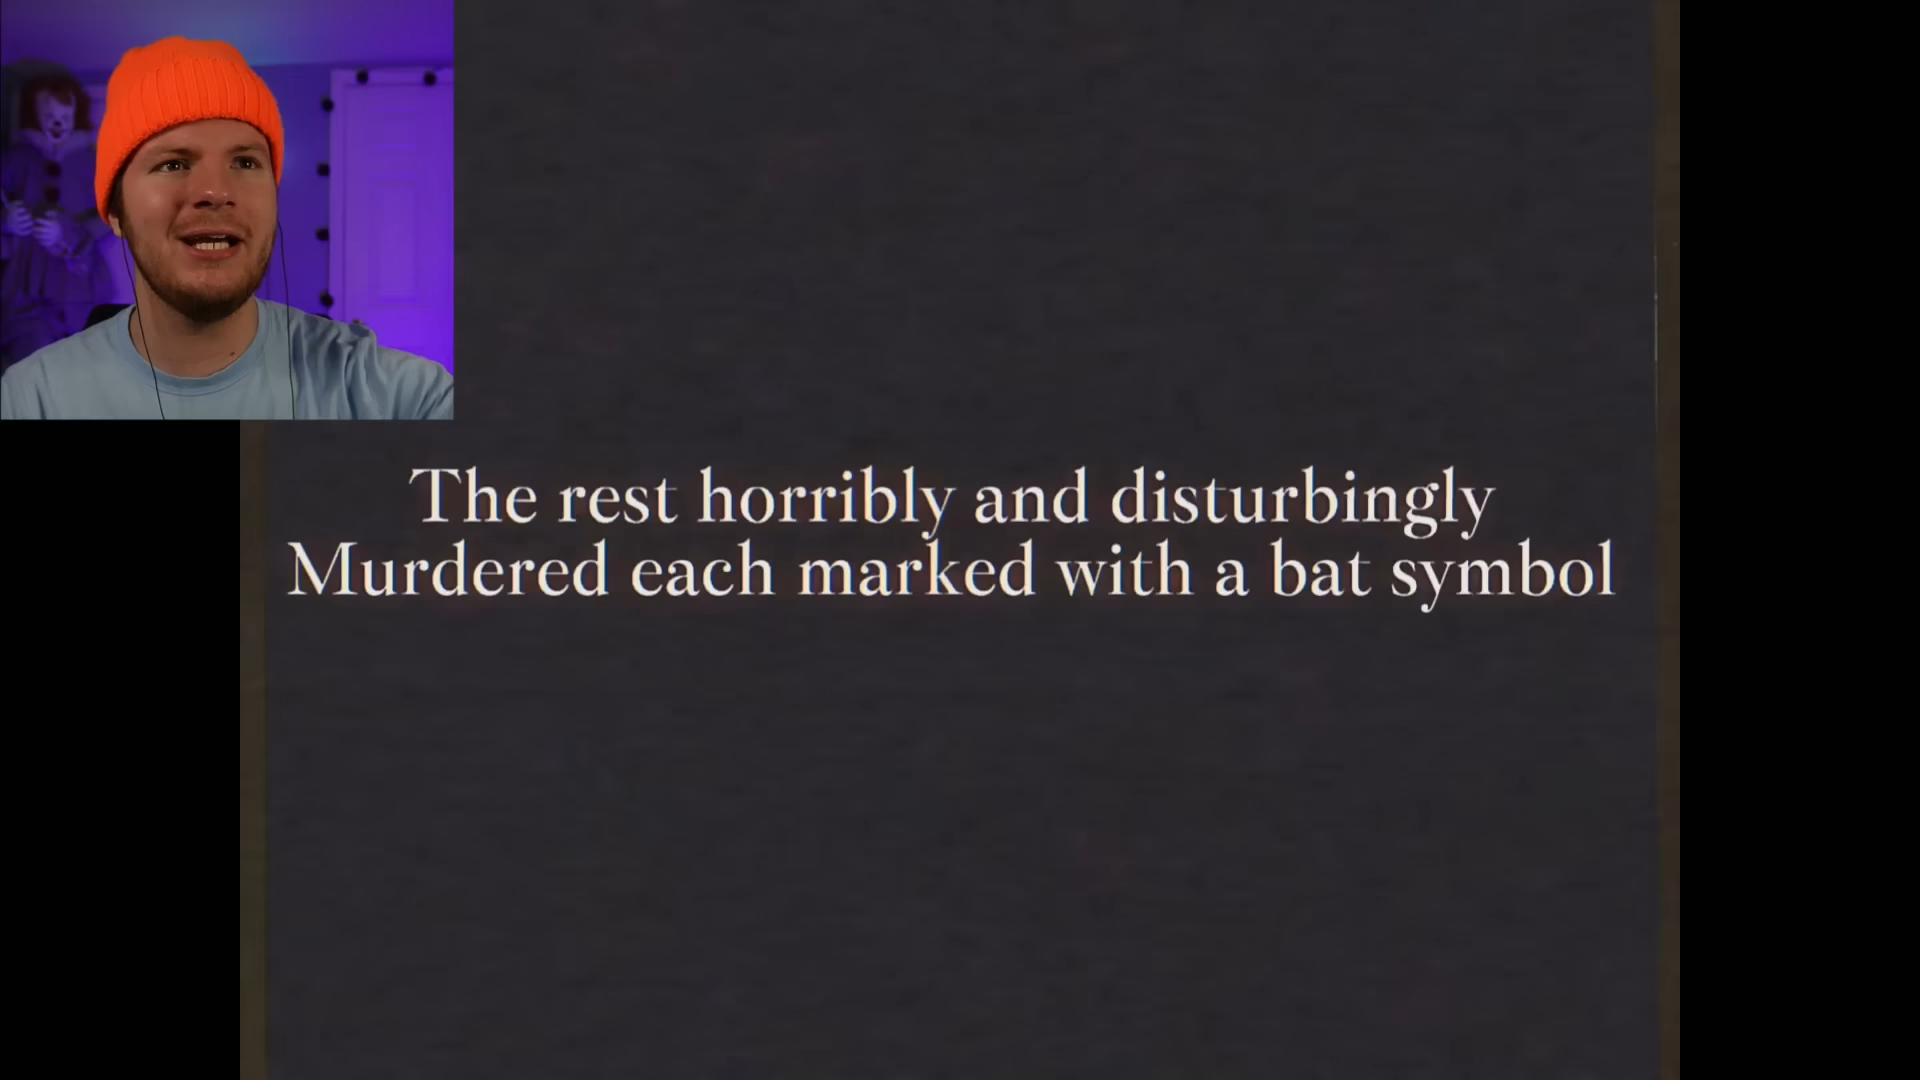 The rest horribly and disturbingly
Murdered each marked with a bat symbol